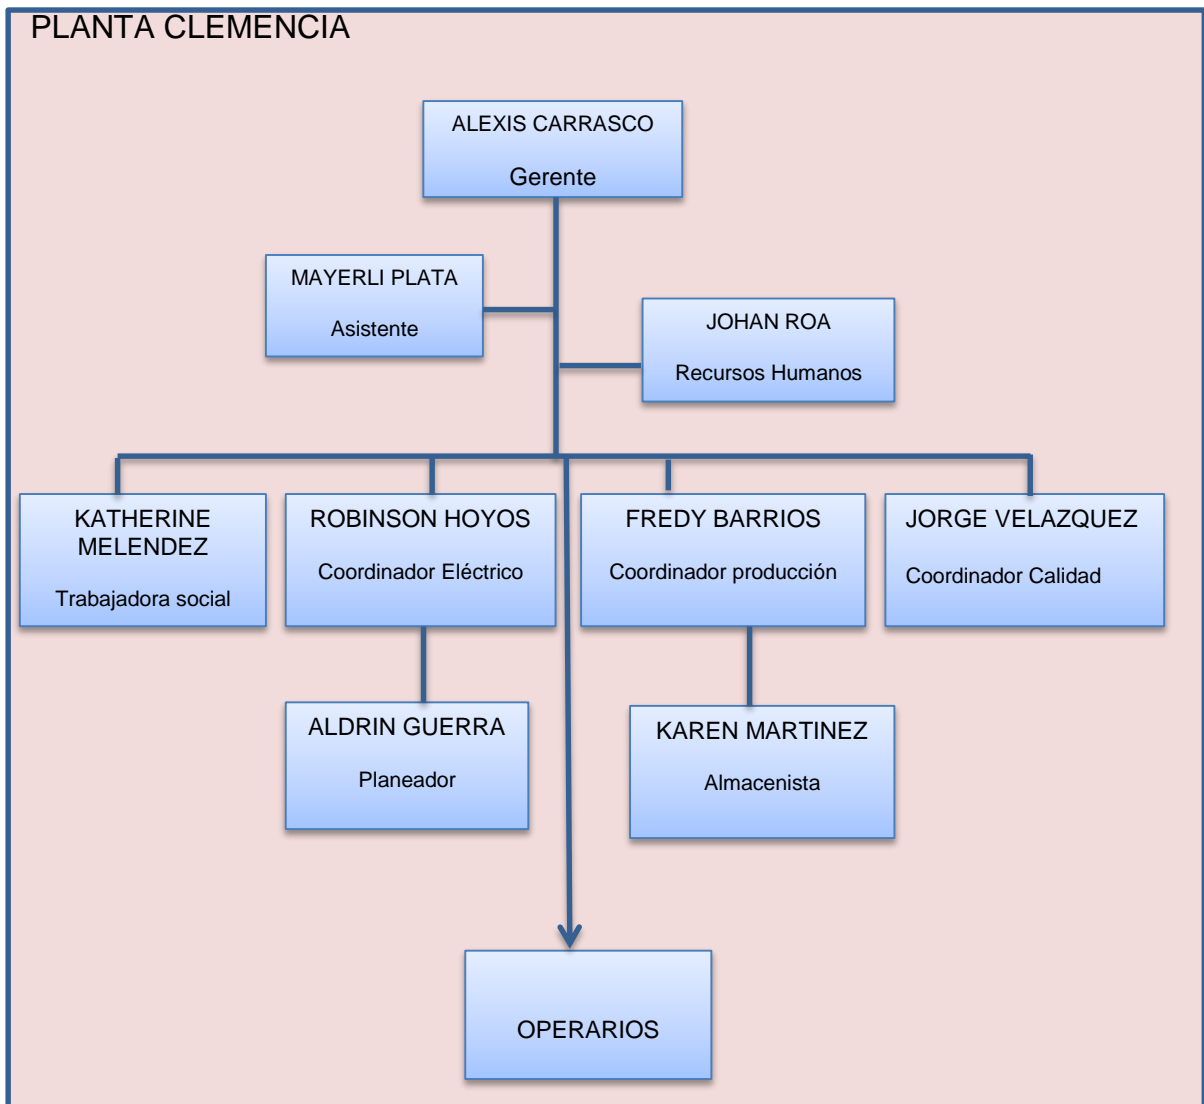 PLANTA CLEMENCIA
ALEXIS CARRASCO
Gerente
MAYERLI PLATA
Asistente
JOHAN ROA
Recursos Humanos
KATHERINE
MELENDEZ
Trabajadora social
ROBINSON HOYOS
Coordinador Eléctrico
FREDY BARRIOS
Coordinador producción
JORGE VELAZQUEZ
Coordinador Calidad
ALDRIN GUERRA
Planeador
KAREN MARTINEZ
Almacenista
OPERARIOS